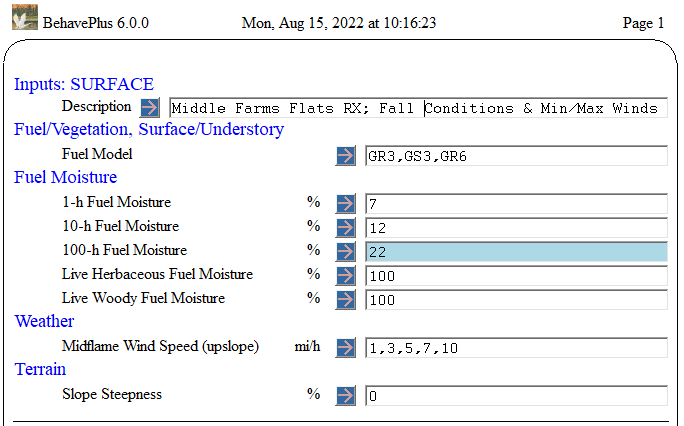 BehavePlus 6.0.0 Mon, Aug 15, 2022 at 10:16:23 Page 1
Inputs: SURFACE
Description Middle Farms Flats RX; Fall Conditions & Min/Max Winds
Fuel/Vegetation, Surface/Understory
Fuel Model GR3,GS3,GR6
Fuel Moisture
1-h Fuel Moisture % 7
10-h Fuel Moisture % 12
100-h Fuel Moisture % 22
Live Herbaceous Fuel Moisture % 100
Live Woody Fuel Moisture % 100
Weather
Midflame Wind Speed (upslope) mi/h 1,3,5,7,10
Terrain
Slope Steepness % 0